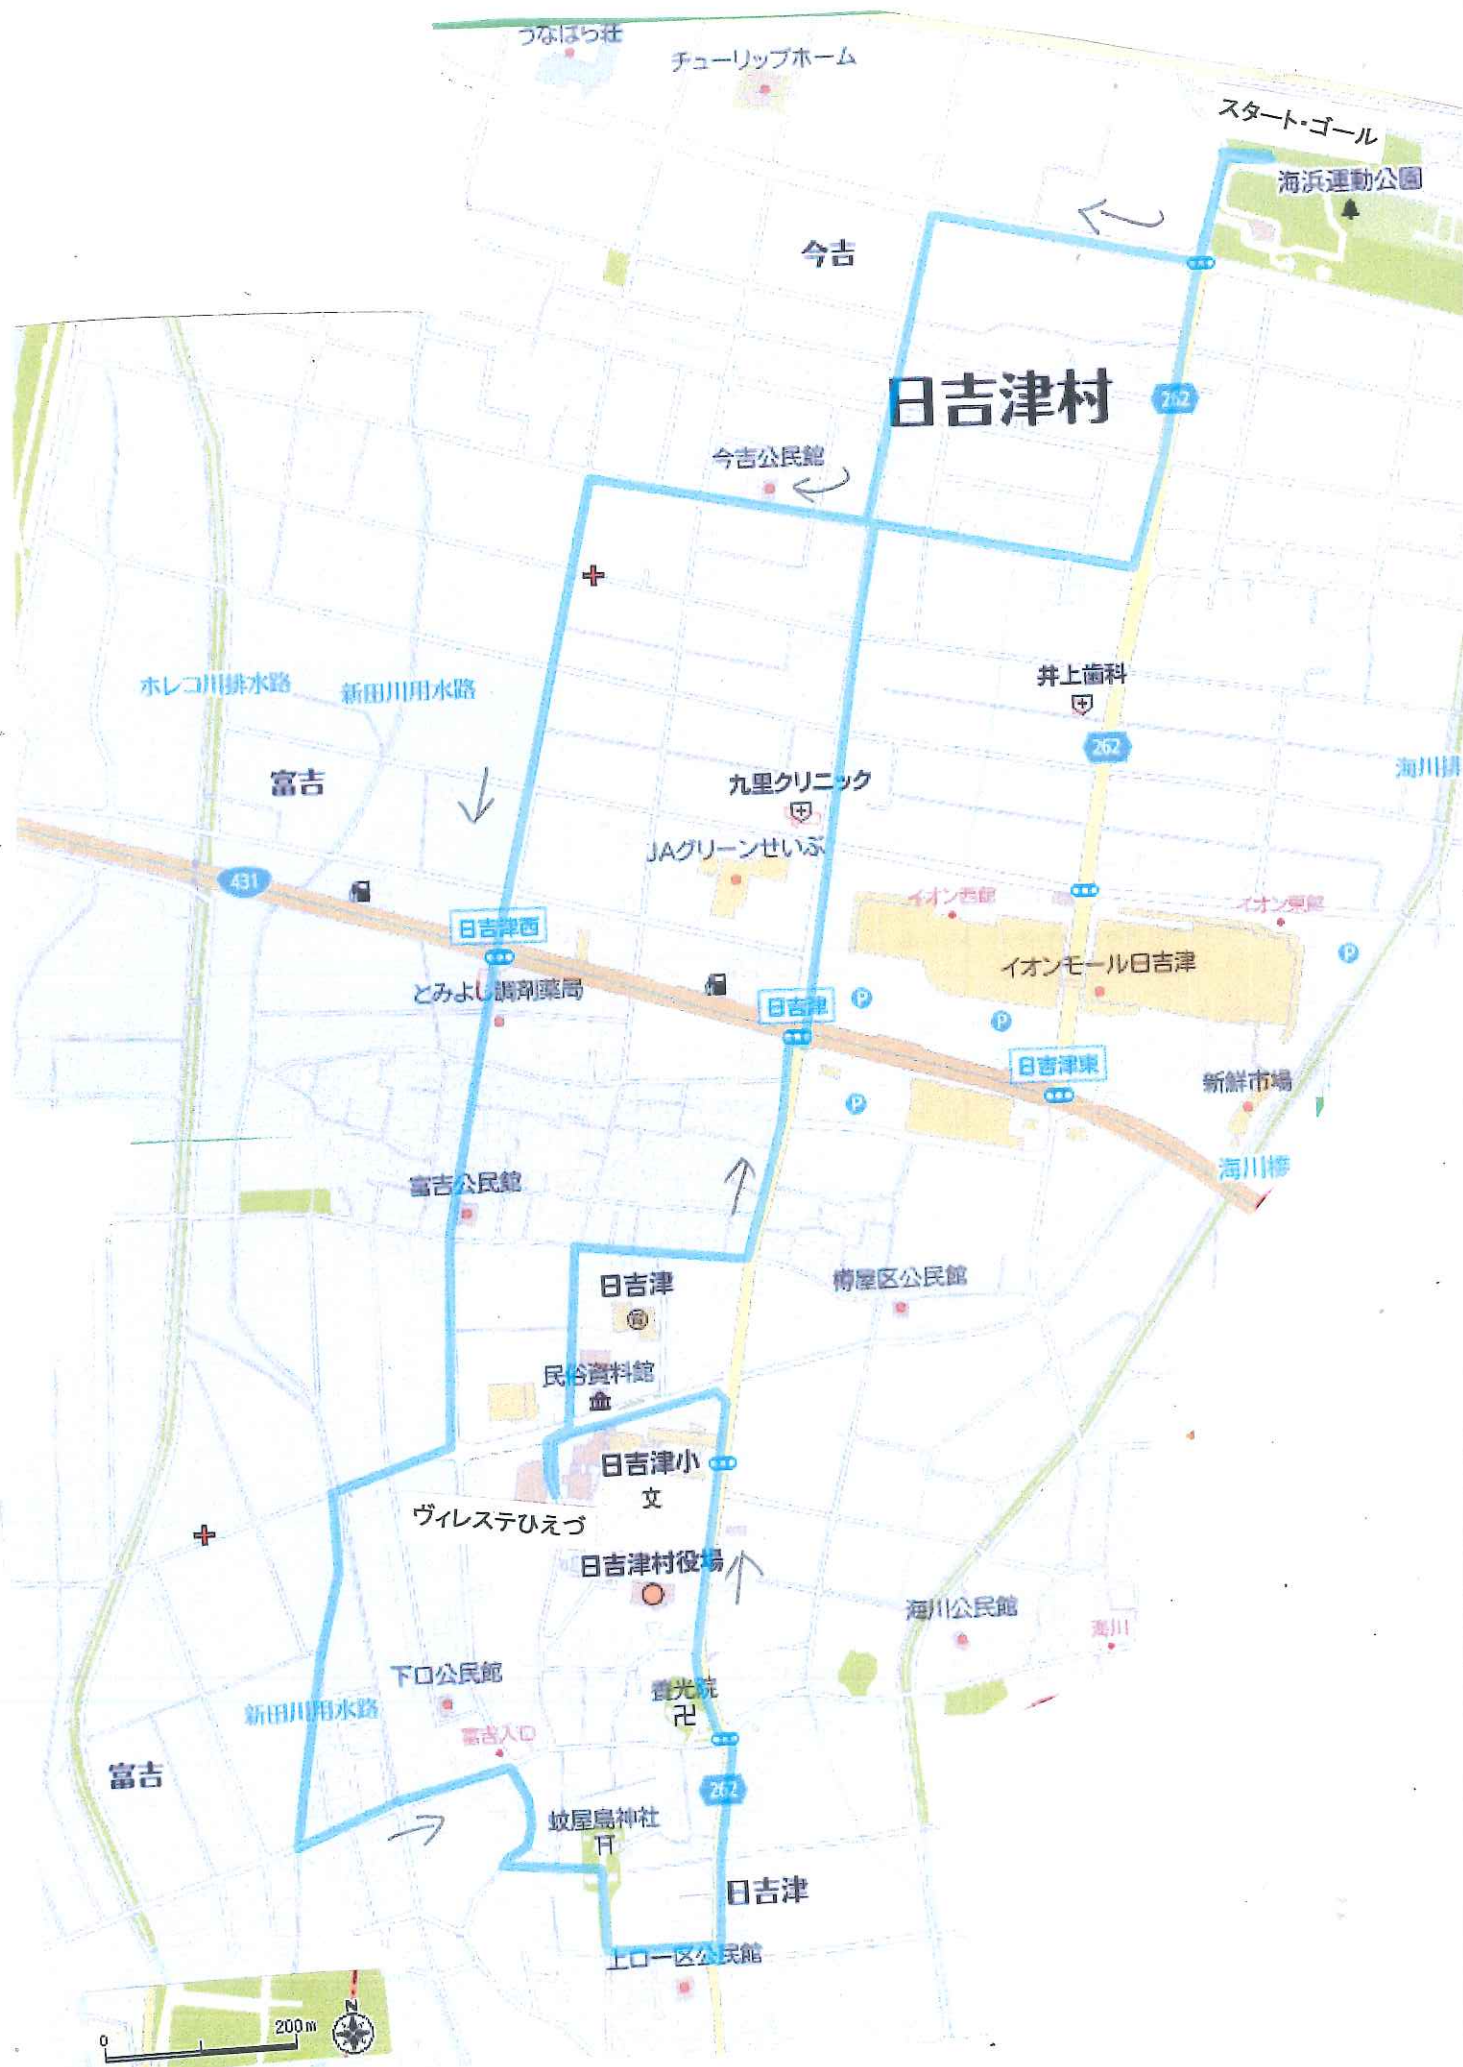 うなばら荘
チューリップホーム
スタート・ゴール
海浜運動公園
今吉
日吉津村
262
今吉公民館
井上歯科
ホレコ川排水路
新田川用水路
262
海川排
富吉
九里クリニック
JAグリーンせいぶ
431
イオン西館
イオン東館
日吉津西
イオンモール日吉津
とみよし調剤薬局
日吉津
P
P
P
日吉津東
新鮮市場
P
海川橋
富吉公民館
日吉津
樽屋区公民館
民俗資料館
日吉津小
文
ヴィレステひえづ
日吉津村役場
海川公民館
海川
下口公民館
新田川用水路
富吉入口
卍
富吉
262
蚊屋島神社
日吉津
上口一区公民館
N
0
200m